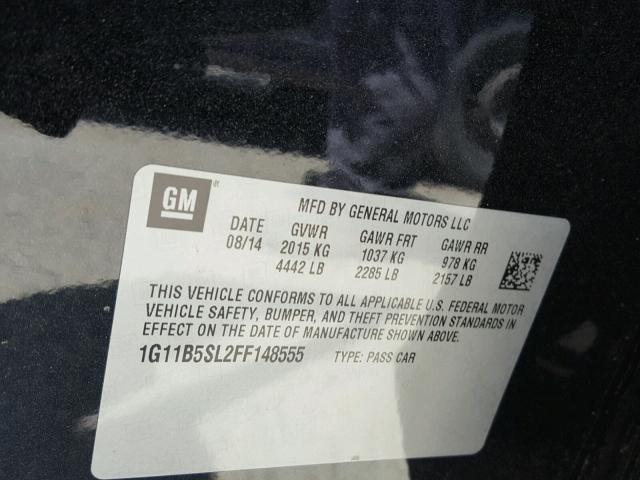 GM
MFD BY GENERAL MOTORS LLC
DATE GVWR GAWR FRT GAWR RR
08/14 2015 KG 1037 KG 978 KG
4442 LB 2285 LB 2157 LB
THIS VEHICLE CONFORMS TO ALL APPLICABLE U.S. FEDERAL MOTOR
VEHICLE SAFETY, BUMPER, AND THEFT PREVENTION STANDARDS IN
EFFECT ON THE DATE OF MANUFACTURE SHOWN ABOVE.
1G11B5SL2FF148555 TYPE: PASS CAR